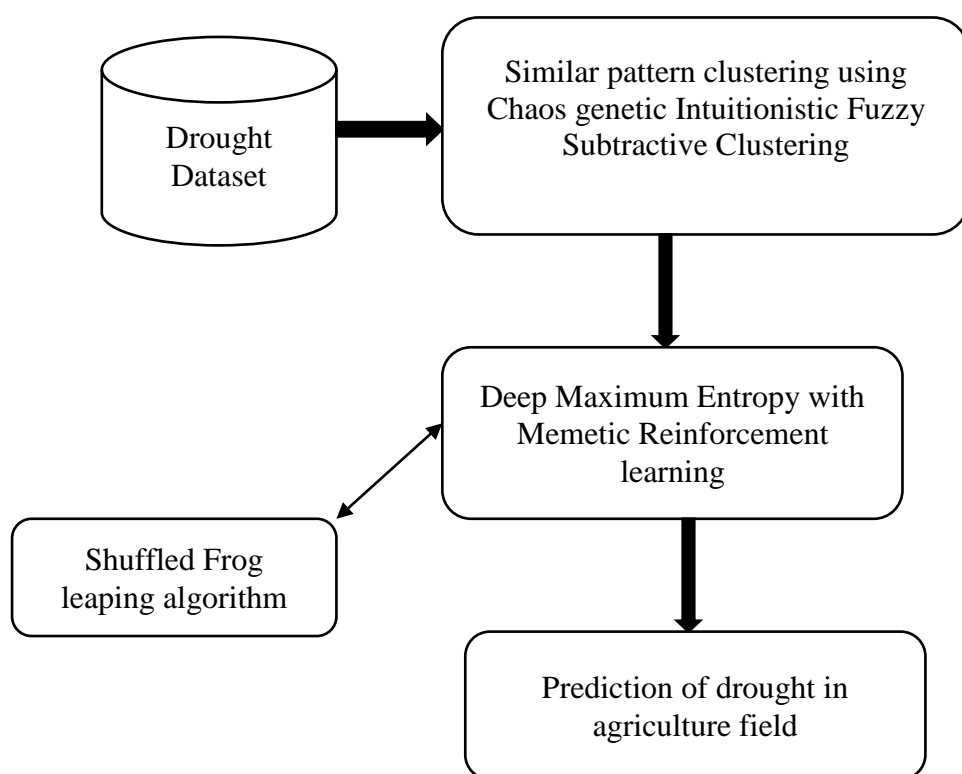 Similar pattern clustering using
Chaos genetic Intuitionistic Fuzzy
Subtractive Clustering
Drought
Dataset
Deep Maximum Entropy with
Memetic Reinforcement
learning
Shuffled Frog
leaping algorithm
Prediction of drought in
agriculture field